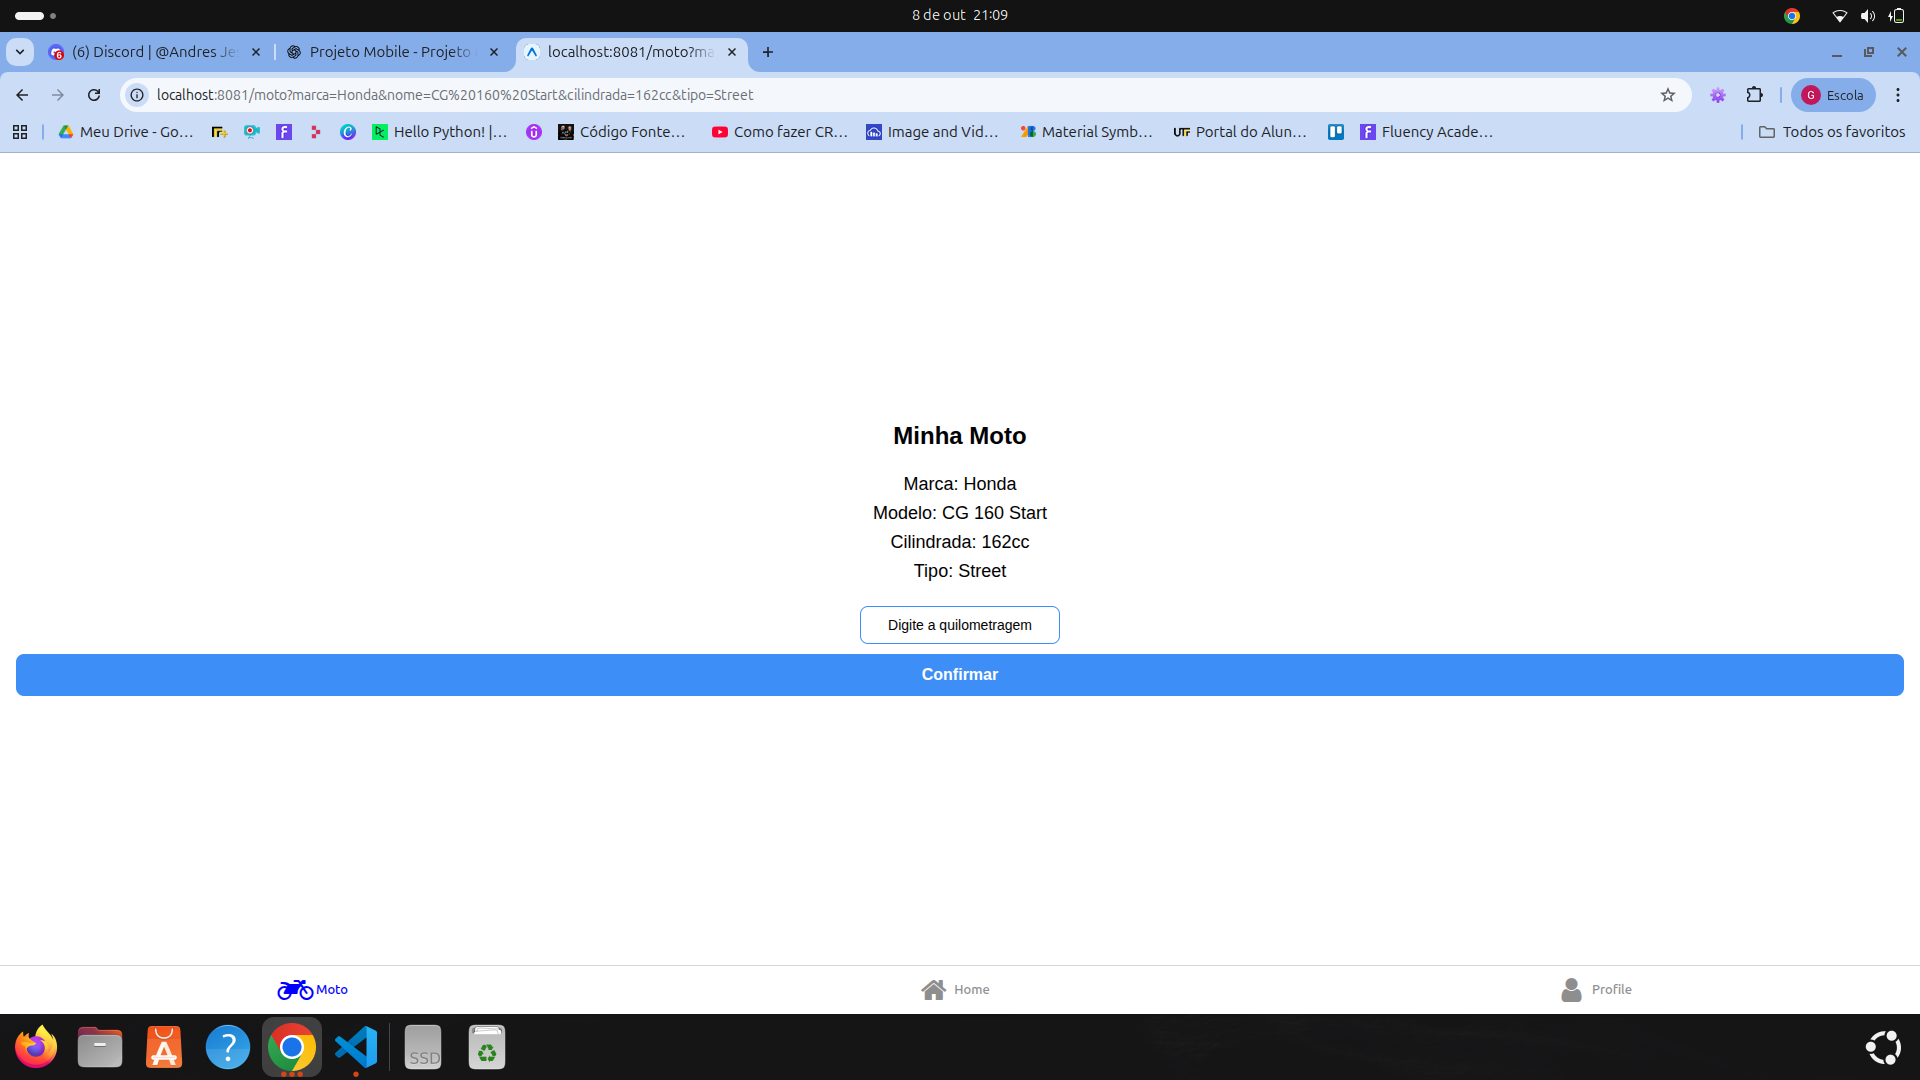 8 de out 21:09
(6) Discord | @Andres Je
Projeto Mobile - Projeto
localhost:8081/moto?ma
localhost:8081/moto?marca=Honda&nome=CG%20160%20Start&cilindrada=162cc&tipo=Street
G Escola
Meu Drive - Go…
Hello Python! |…
Código Fonte…
Como fazer CR…
Image and Vid…
Material Symb…
Portal do Alun…
Fluency Acade…
Todos os favoritos
Minha Moto
Marca: Honda
Modelo: CG 160 Start
Cilindrada: 162cc
Tipo: Street
Digite a quilometragem
Confirmar
Moto
Home
Profile
SSD